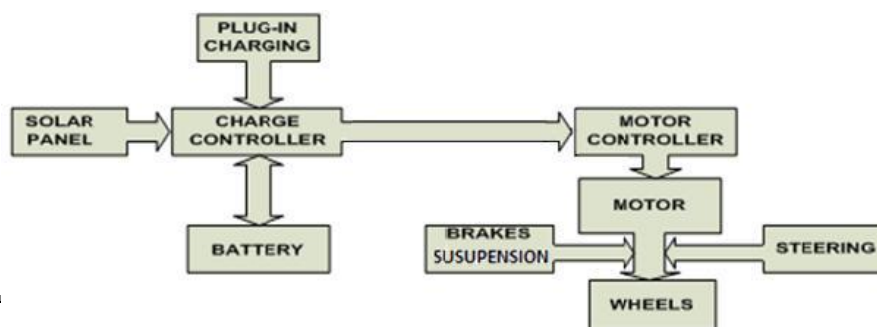 PLUG-IN
CHARGING
SOLAR
PANEL
CHARGE
CONTROLLER
MOTOR
CONTROLLER
MOTOR
BATTERY
BRAKES
SUSUPENSION
STEERING
WHEELS